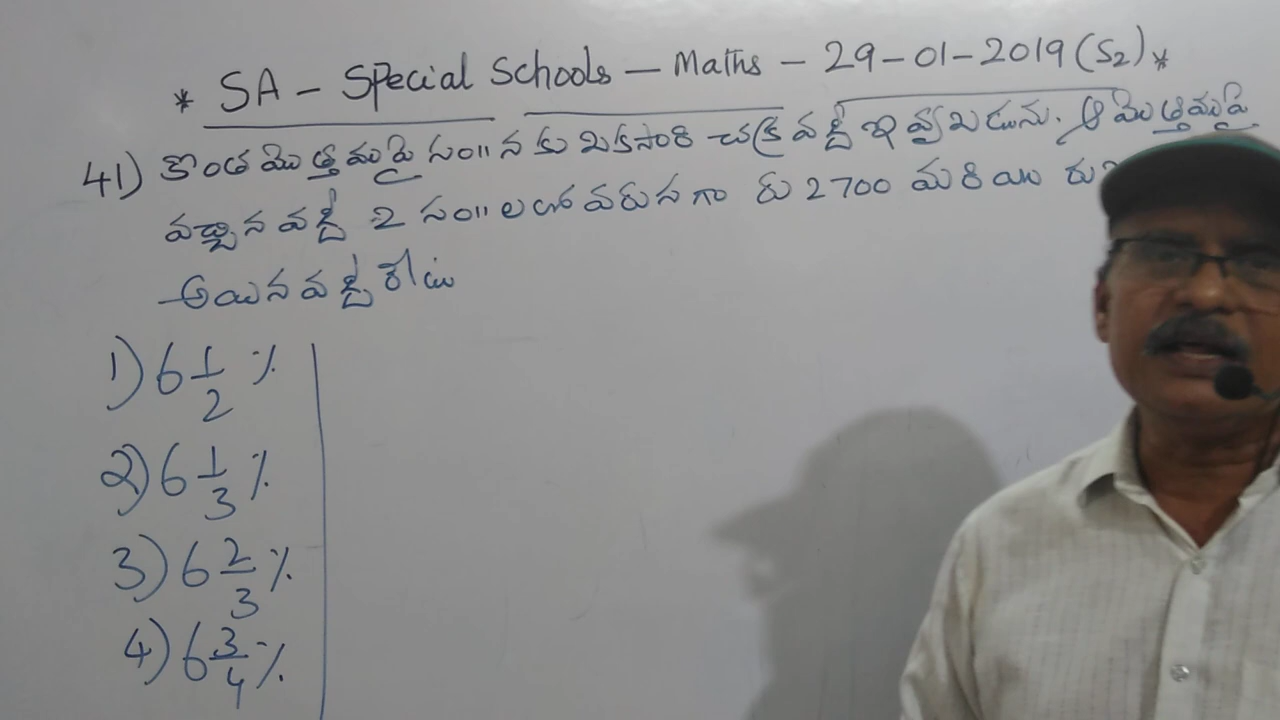 * SA - Special Schools - Maths - 29-01-2019 (S2) *
41) కొంత మొత్తముపై సం॥నకు ఒకసారి చక్రవడ్డీ ఇవ్వబడును. ఆ మొత్తముపై
వచ్చిన వడ్డీ 2 సం॥లలో వరుసగా రు 2700 మరియు రు
అయిన వడ్డీ రేటు
1) 6 1/2 %
2) 6 1/3 %
3) 6 2/3 %
4) 6 3/4 %